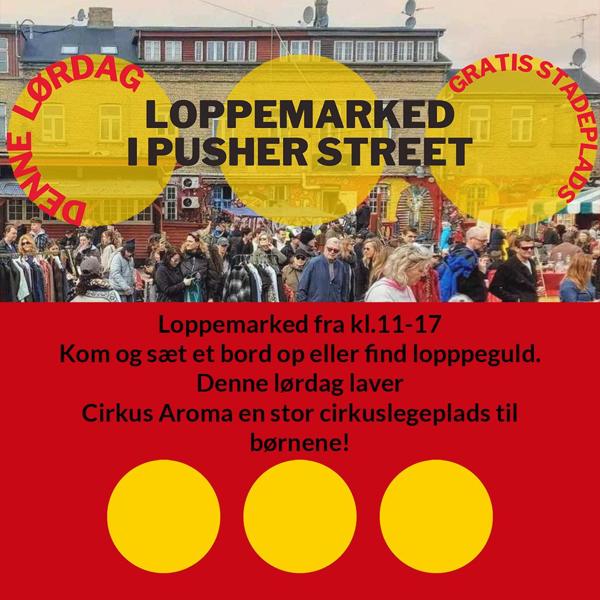 DENNE LØRDAG
GRATIS STADEPLADS
LOPPEMARKED
I PUSHER STREET
Loppemarked fra kl.11-17
Kom og sæt et bord op eller find lopppeguld.
Denne lørdag laver
Cirkus Aroma en stor cirkuslegeplads til
børnene!